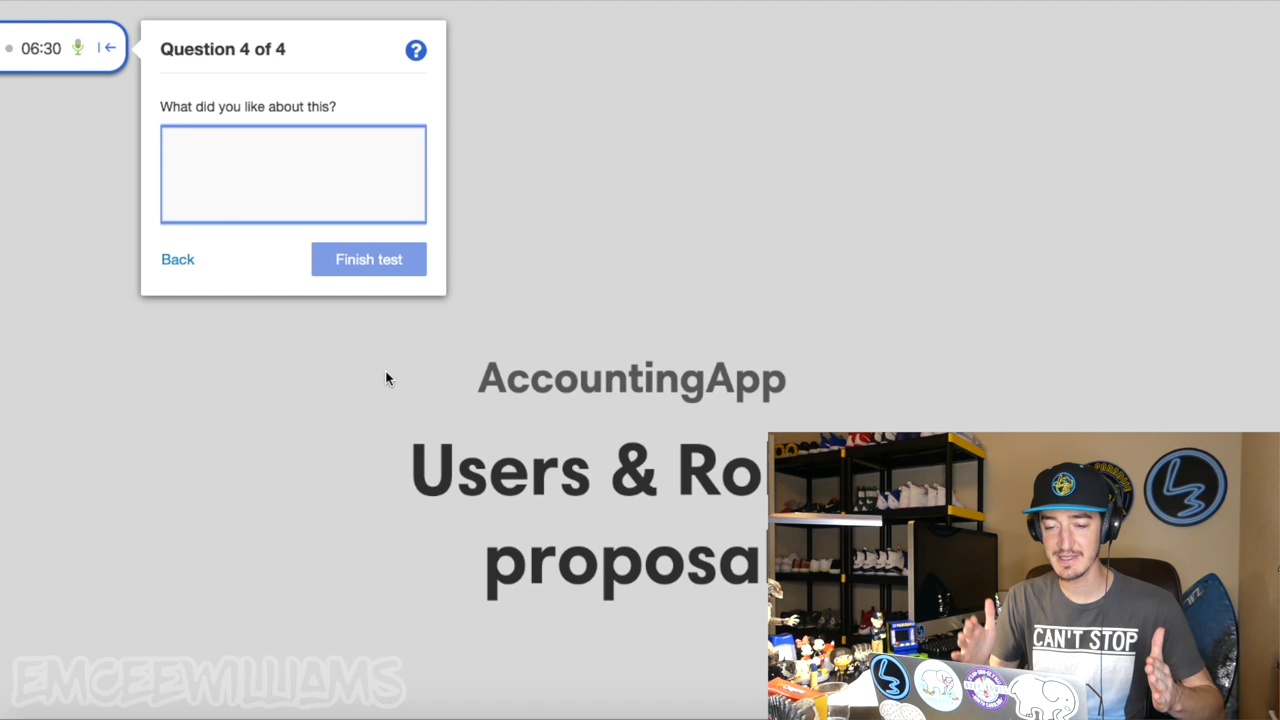 06:30
Question 4 of 4
?
What did you like about this?
Back
Finish test
AccountingApp
Users & Ro
proposa
CAN'T STOP
EMCEEWILLIAMS